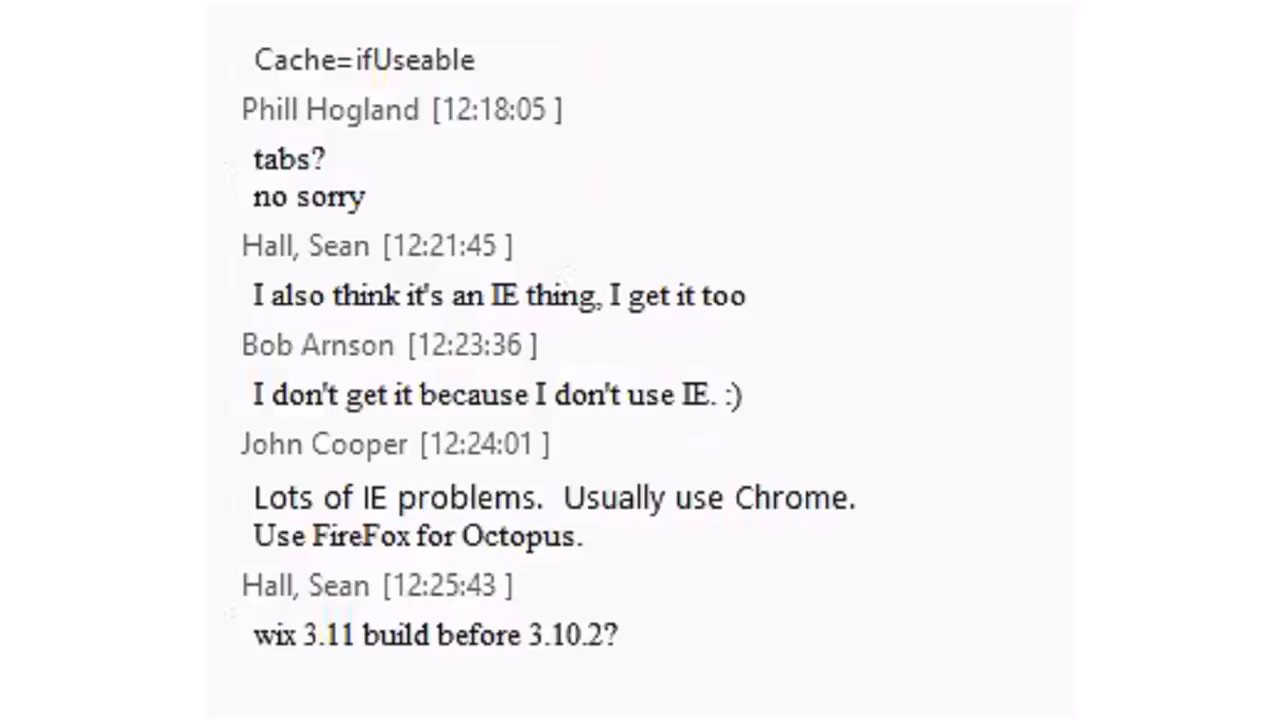 Cache=ifUseable
Phill Hogland [12:18:05 ]
tabs?
no sorry
Hall, Sean [12:21:45 ]
I also think it's an IE thing, I get it too
Bob Arnson [12:23:36 ]
I don't get it because I don't use IE. :)
John Cooper [12:24:01 ]
Lots of IE problems.  Usually use Chrome.
Use FireFox for Octopus.
Hall, Sean [12:25:43 ]
wix 3.11 build before 3.10.2?